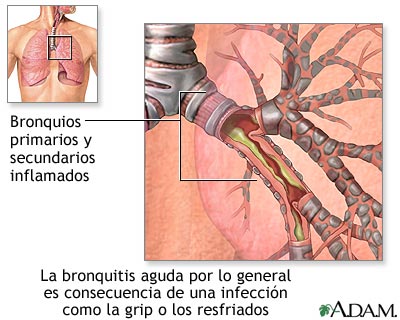 Bronquios
primarios y
secundarios
inflamados
La bronquitis aguda por lo general
es consecuencia de una infección
como la grip o los resfriados
ADAM.